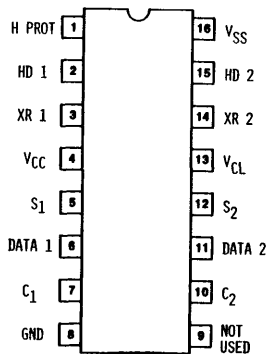 H PROT 1 16 VSS
HD 1 2 15 HD 2
XR 1 3 14 XR 2
VCC 4 13 VCL
S1 5 12 S2
DATA 1 6 11 DATA 2
C1 7 10 C2
GND 8 9 NOT
USED